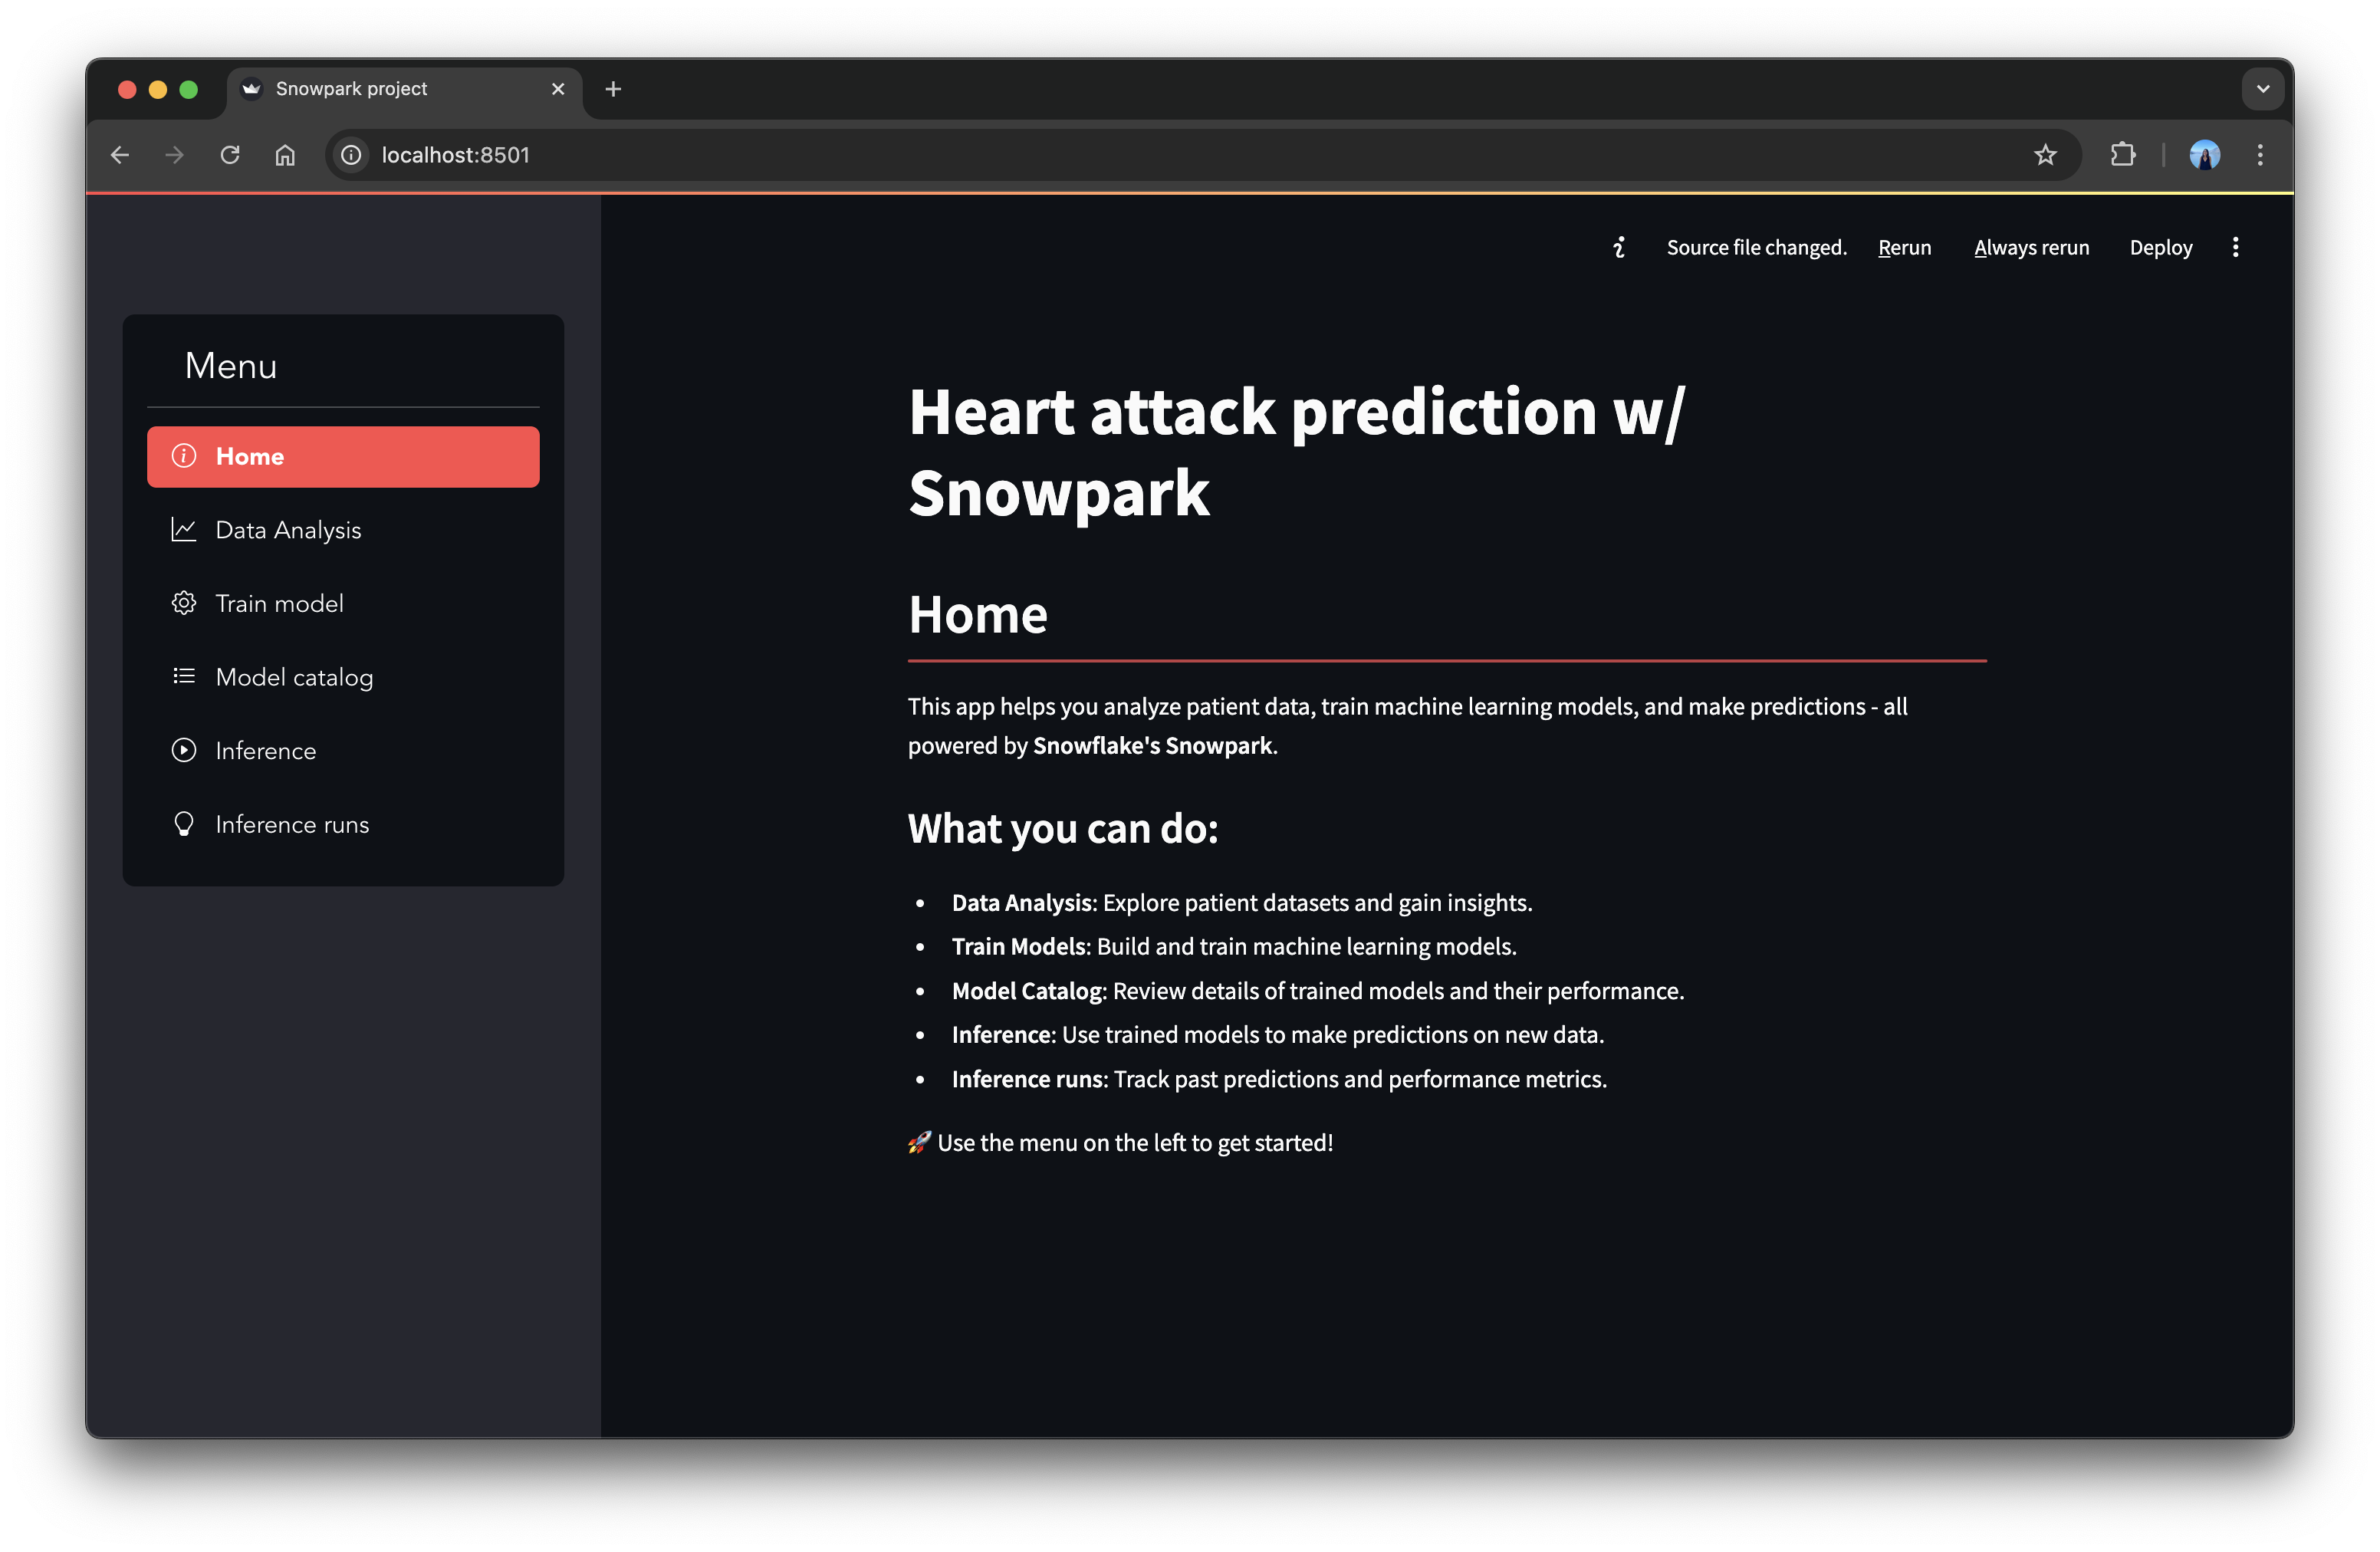 Snowpark project
localhost:8501
Source file changed. Rerun Always rerun Deploy
Menu
Home
Data Analysis
Train model
Model catalog
Inference
Inference runs
Heart attack prediction w/
Snowpark
Home
This app helps you analyze patient data, train machine learning models, and make predictions - all
powered by Snowflake's Snowpark.
What you can do:
• Data Analysis: Explore patient datasets and gain insights.
• Train Models: Build and train machine learning models.
• Model Catalog: Review details of trained models and their performance.
• Inference: Use trained models to make predictions on new data.
• Inference runs: Track past predictions and performance metrics.
🚀 Use the menu on the left to get started!